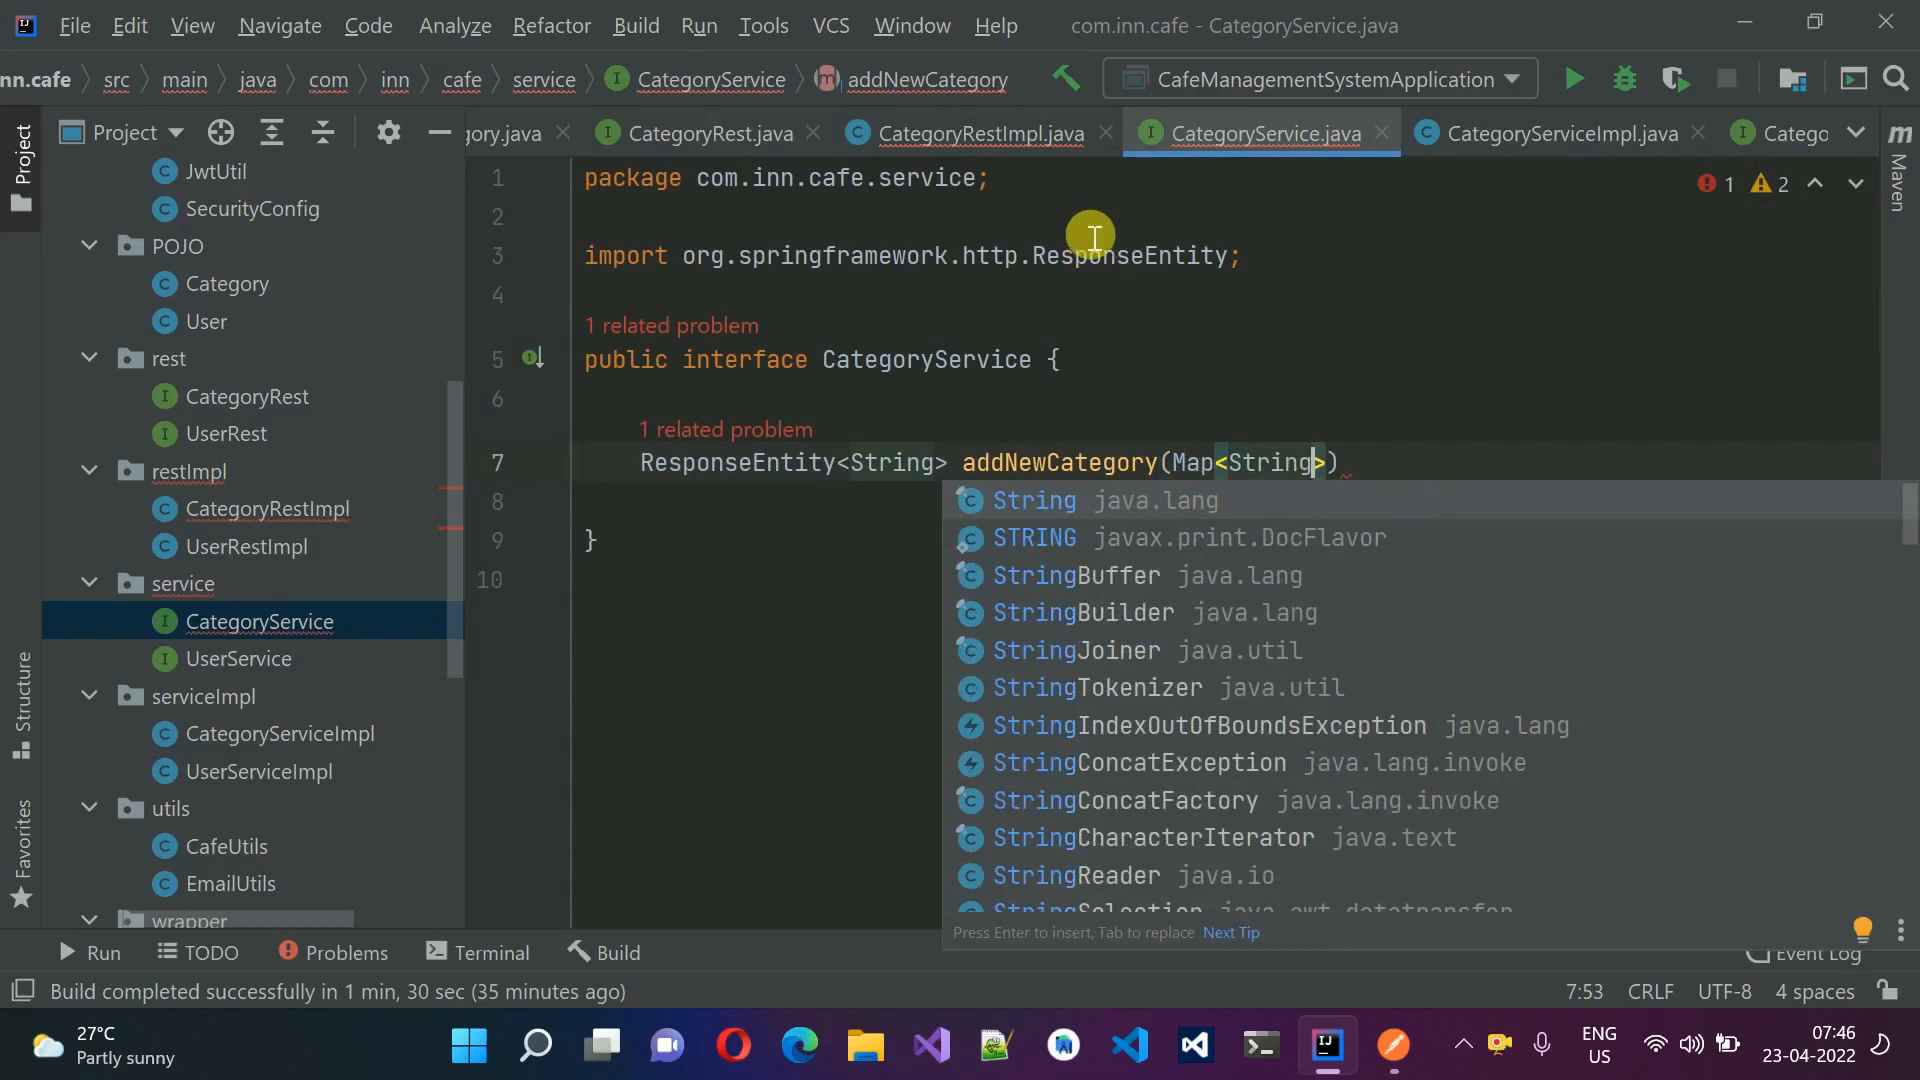 File Edit View Navigate Code Analyze Refactor Build Run Tools VCS Window Help com.inn.cafe - CategoryService.java
nn.cafe src main java com inn cafe service CategoryService addNewCategory CafeManagementSystemApplication
Project gory.java CategoryRest.java CategoryRestImpl.java CategoryService.java CategoryServiceImpl.java Catego
Project
Structure
Favorites
Maven
JwtUtil
SecurityConfig
POJO
Category
User
rest
CategoryRest
UserRest
restImpl
CategoryRestImpl
UserRestImpl
service
CategoryService
UserService
serviceImpl
CategoryServiceImpl
UserServiceImpl
utils
CafeUtils
EmailUtils
wrapper
1 package com.inn.cafe.service;
1 2
2
3 import org.springframework.http.ResponseEntity;
4
1 related problem
5 public interface CategoryService {
6
1 related problem
7 ResponseEntity<String> addNewCategory(Map<String>)
8
9 }
10
String java.lang
STRING javax.print.DocFlavor
StringBuffer java.lang
StringBuilder java.lang
StringJoiner java.util
StringTokenizer java.util
StringIndexOutOfBoundsException java.lang
StringConcatException java.lang.invoke
StringConcatFactory java.lang.invoke
StringCharacterIterator java.text
StringReader java.io
StringSelection java.awt.datatransfer
Press Enter to insert, Tab to replace Next Tip
Run TODO Problems Terminal Build Event Log
Build completed successfully in 1 min, 30 sec (35 minutes ago) 7:53 CRLF UTF-8 4 spaces
27°C
Partly sunny
ENG
US
07:46
23-04-2022